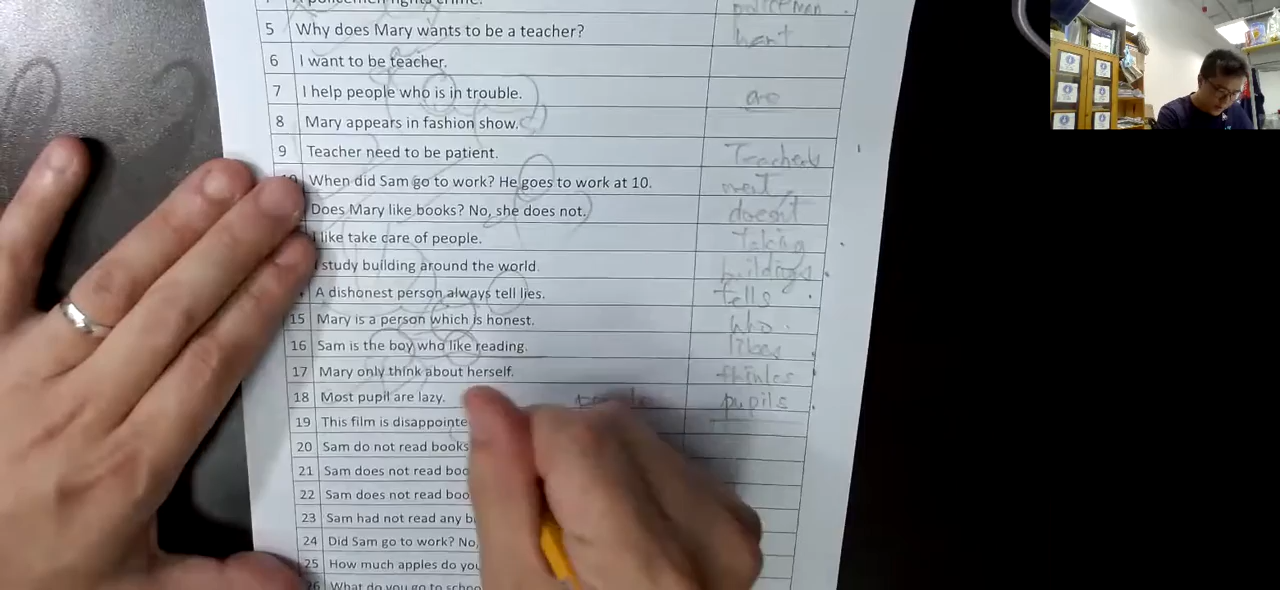 policeman.
5 Why does Mary wants to be a teacher?
6 I want to be teacher.
a
7 I help people who is in trouble. are
8 Mary appears in fashion show.
9 Teacher need to be patient. Teachers
10 When did Sam go to work? He goes to work at 10. went
Does Mary like books? No, she does not. doesn't
I like take care of people. Taking
I study building around the world. buildings
A dishonest person always tell lies. tells
15 Mary is a person which is honest. who
16 Sam is the boy who like reading. likes
17 Mary only think about herself. thinks
18 Most pupil are lazy. pupils
19 This film is disappointe
20 Sam do not read books
21 Sam does not read boo
22 Sam does not read boo
23 Sam had not read any b
24 Did Sam go to work? No,
25 How much apples do you
26 What do you go to schoo